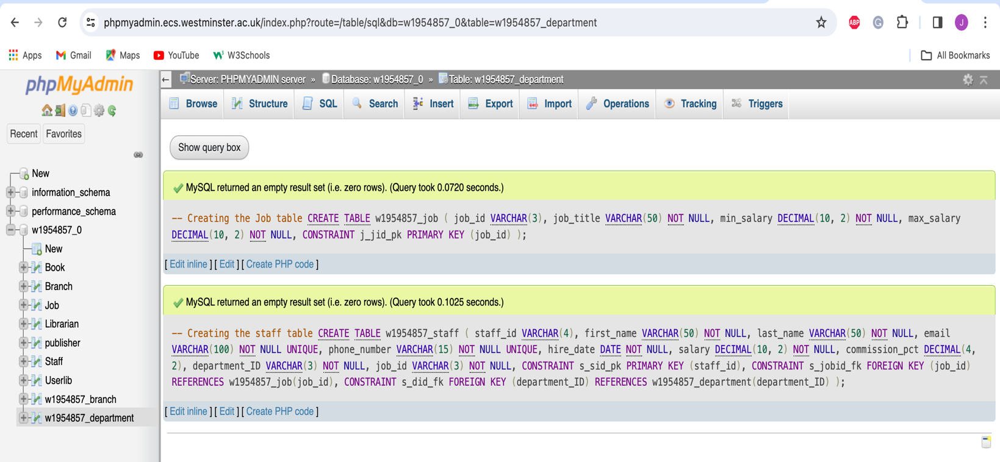 phpmyadmin.ecs.westminster.ac.uk/index.php?route=/table/sql&db=w1954857_0&table=w1954857_department
ABP
G
J
Apps Gmail Maps YouTube W3Schools All Bookmarks
phpMyAdmin
Recent Favorites
New
information_schema
performance_schema
w1954857_0
New
Book
Branch
Job
Librarian
publisher
Staff
Userlib
w1954857_branch
w1954857_department
Server: PHPMYADMIN server » Database: w1954857_0 » Table: w1954857_department
Browse Structure SQL Search Insert Export Import Operations Tracking Triggers
Show query box
MySQL returned an empty result set (i.e. zero rows). (Query took 0.0720 seconds.)
-- Creating the Job table CREATE TABLE w1954857_job ( job_id VARCHAR(3), job_title VARCHAR(50) NOT NULL, min_salary DECIMAL(10, 2) NOT NULL, max_salary
DECIMAL(10, 2) NOT NULL, CONSTRAINT j_jid_pk PRIMARY KEY (job_id) );
[ Edit inline ] [ Edit ] [ Create PHP code ]
MySQL returned an empty result set (i.e. zero rows). (Query took 0.1025 seconds.)
-- Creating the staff table CREATE TABLE w1954857_staff ( staff_id VARCHAR(4), first_name VARCHAR(50) NOT NULL, last_name VARCHAR(50) NOT NULL, email
VARCHAR(100) NOT NULL UNIQUE, phone_number VARCHAR(15) NOT NULL UNIQUE, hire_date DATE NOT NULL, salary DECIMAL(10, 2) NOT NULL, commission_pct DECIMAL(4,
2), department_ID VARCHAR(3) NOT NULL, job_id VARCHAR(3) NOT NULL, CONSTRAINT s_sid_pk PRIMARY KEY (staff_id), CONSTRAINT s_jobid_fk FOREIGN KEY (job_id)
REFERENCES w1954857_job(job_id), CONSTRAINT s_did_fk FOREIGN KEY (department_ID) REFERENCES w1954857_department(department_ID) );
[ Edit inline ] [ Edit ] [ Create PHP code ]